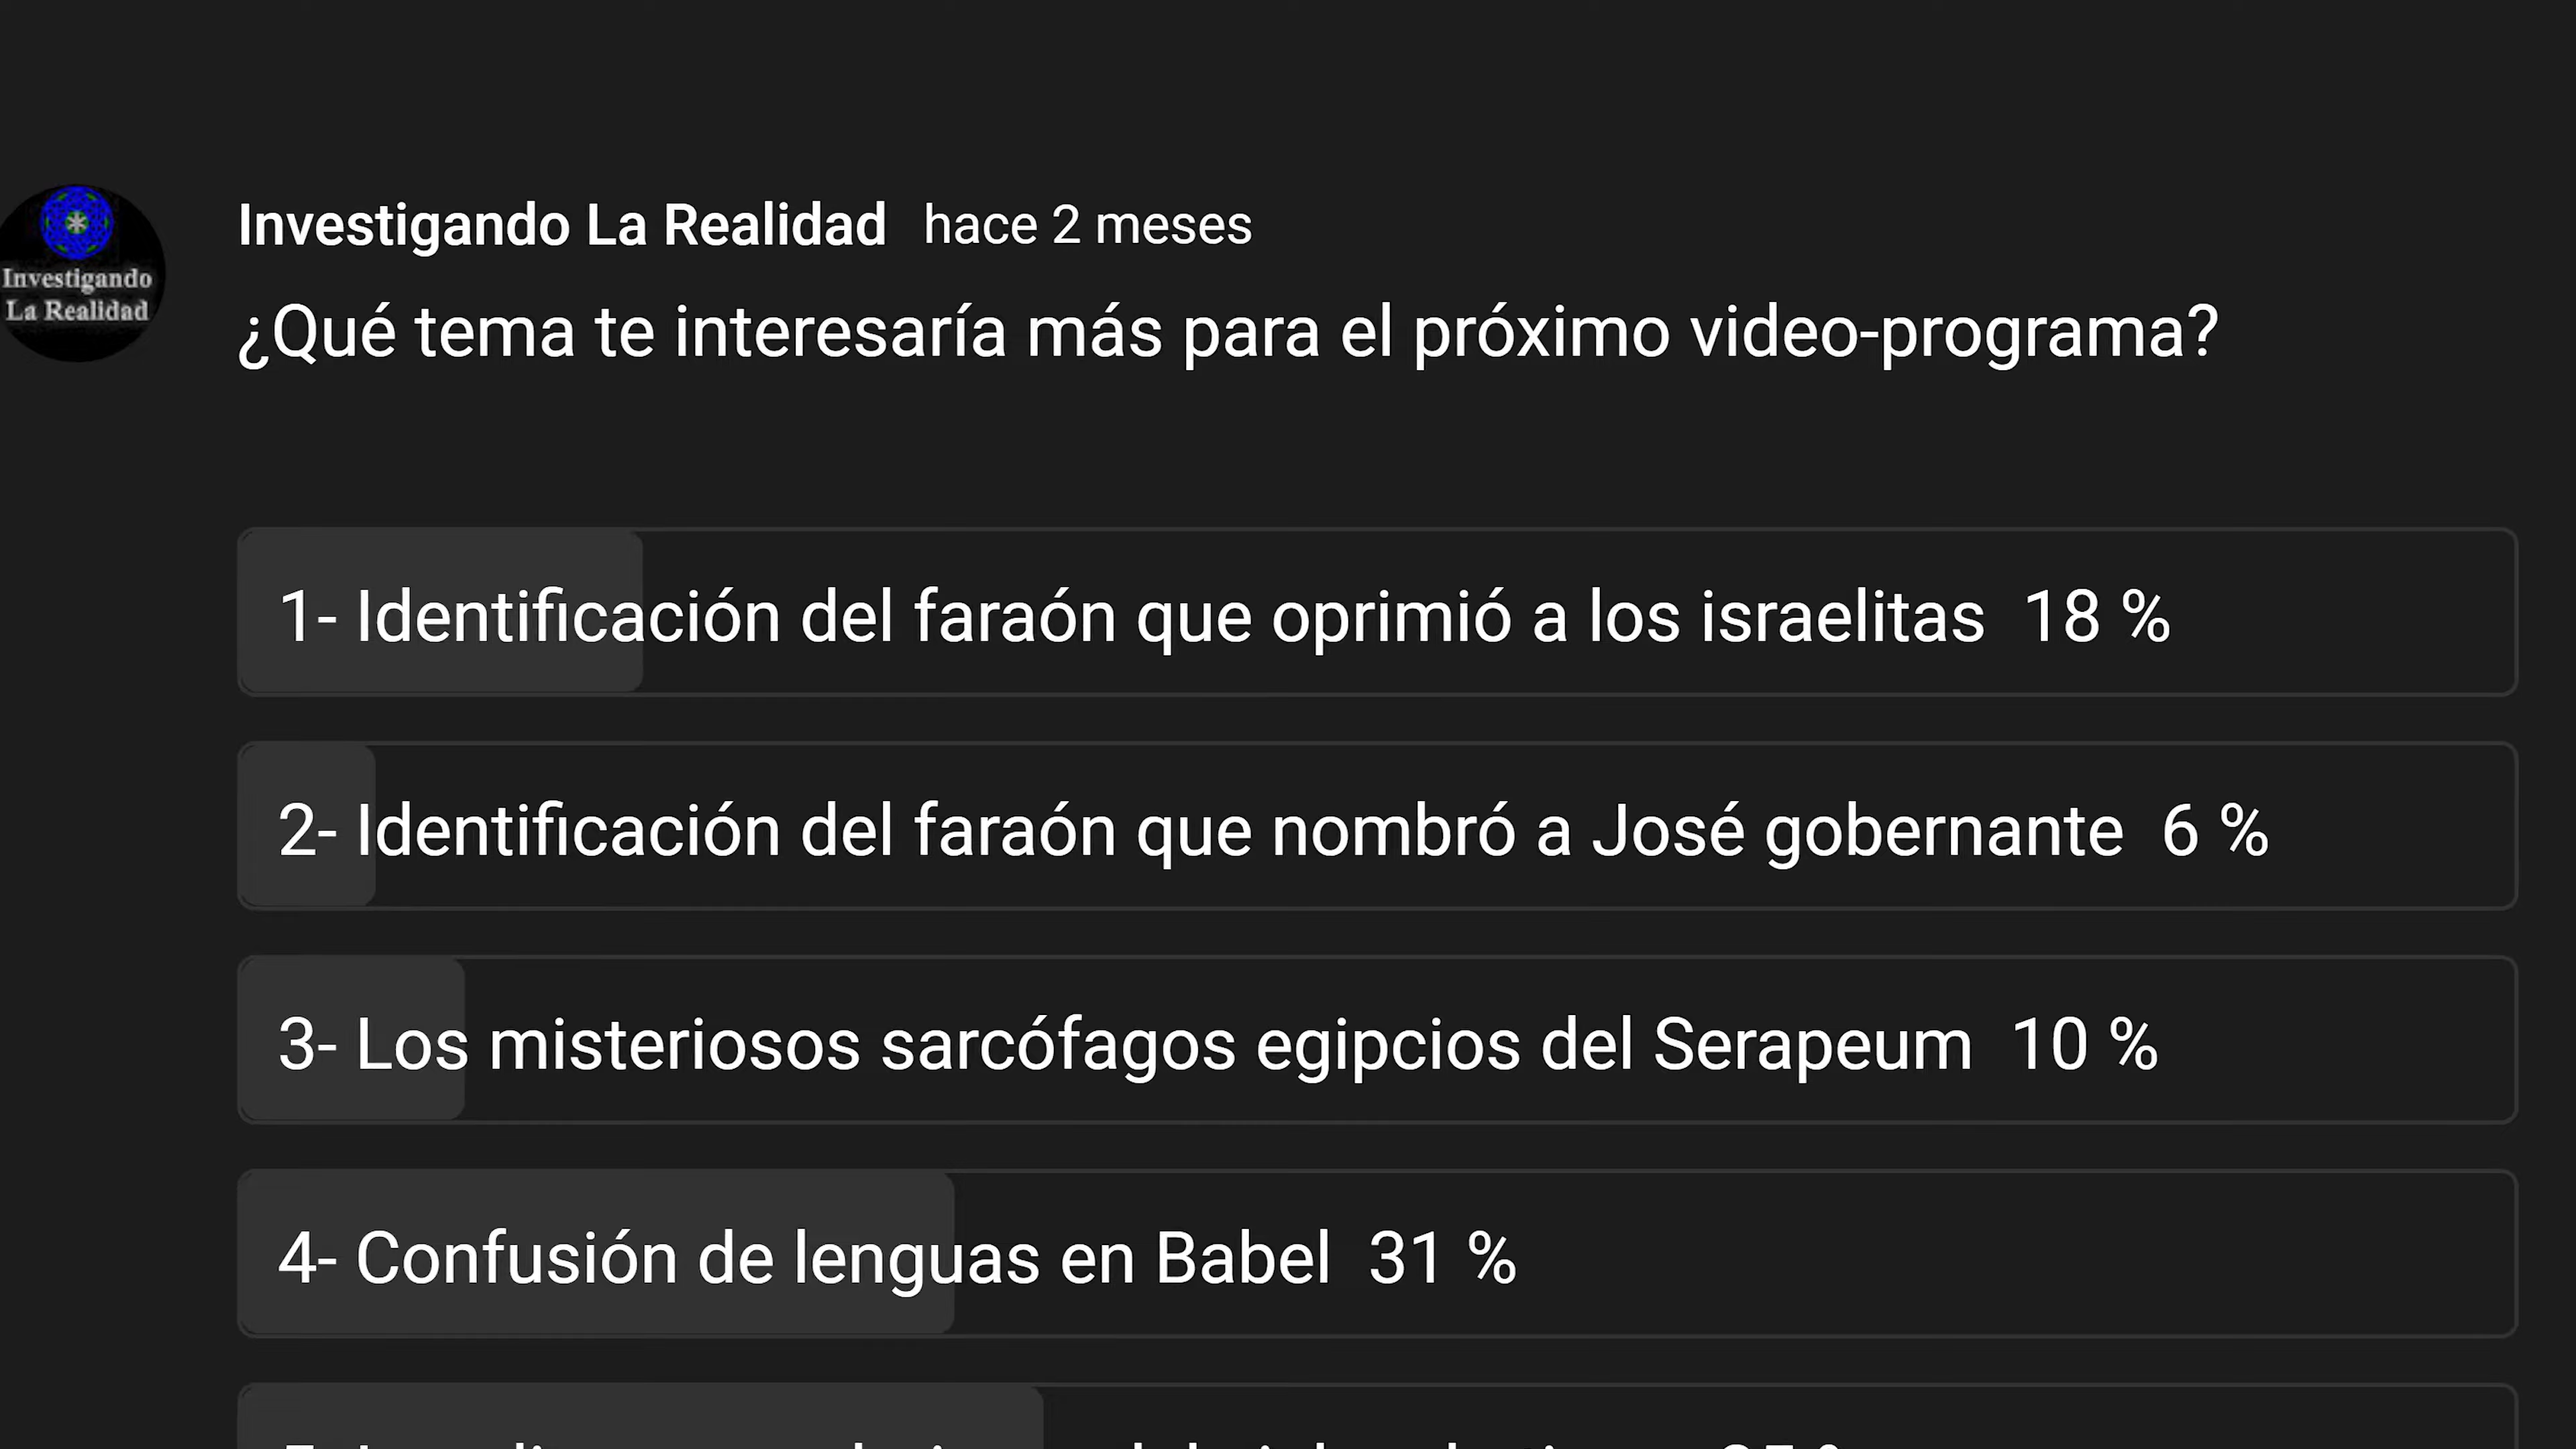 Investigando
La Realidad
Investigando La Realidad hace 2 meses
¿Qué tema te interesaría más para el próximo video-programa?
1- Identificación del faraón que oprimió a los israelitas 18 %
2- Identificación del faraón que nombró a José gobernante 6 %
3- Los misteriosos sarcófagos egipcios del Serapeum 10 %
4- Confusión de lenguas en Babel 31 %